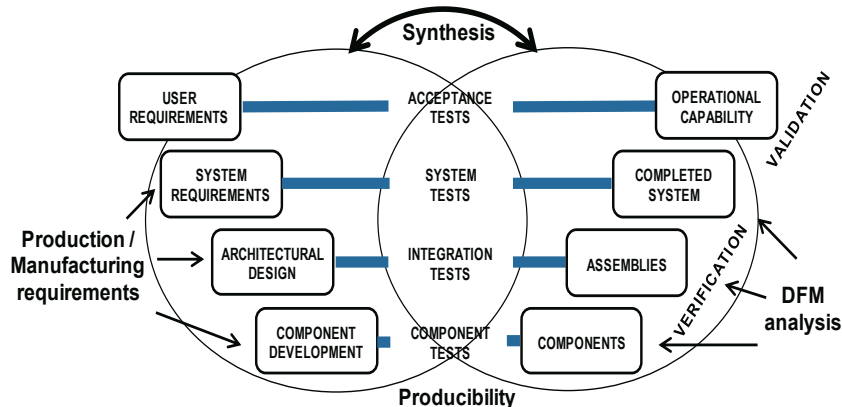 Synthesis
USER
REQUIREMENTS
ACCEPTANCE
TESTS
OPERATIONAL
CAPABILITY
VALIDATION
SYSTEM
REQUIREMENTS
SYSTEM
TESTS
COMPLETED
SYSTEM
Production /
Manufacturing
requirements
ARCHITECTURAL
DESIGN
INTEGRATION
TESTS
ASSEMBLIES
VERIFICATION
DFM
analysis
COMPONENT
DEVELOPMENT
COMPONENT
TESTS
COMPONENTS
Producibility